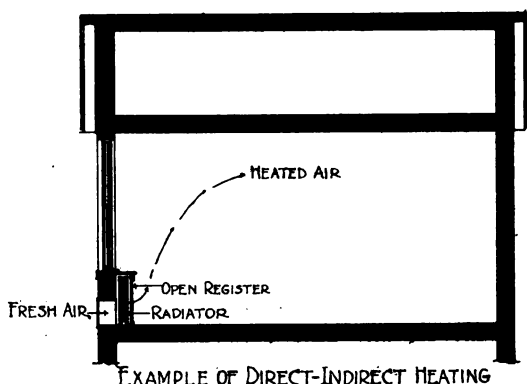 HEATED AIR
OPEN REGISTER
FRESH AIR
RADIATOR
EXAMPLE OF DIRECT-INDIRECT HEATING